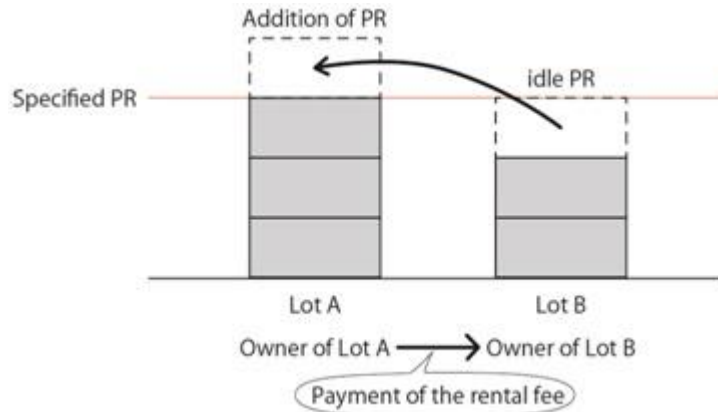 Addition of PR
idle PR
Specified PR
Lot A
Lot B
Owner of Lot A
Owner of Lot B
Payment of the rental fee